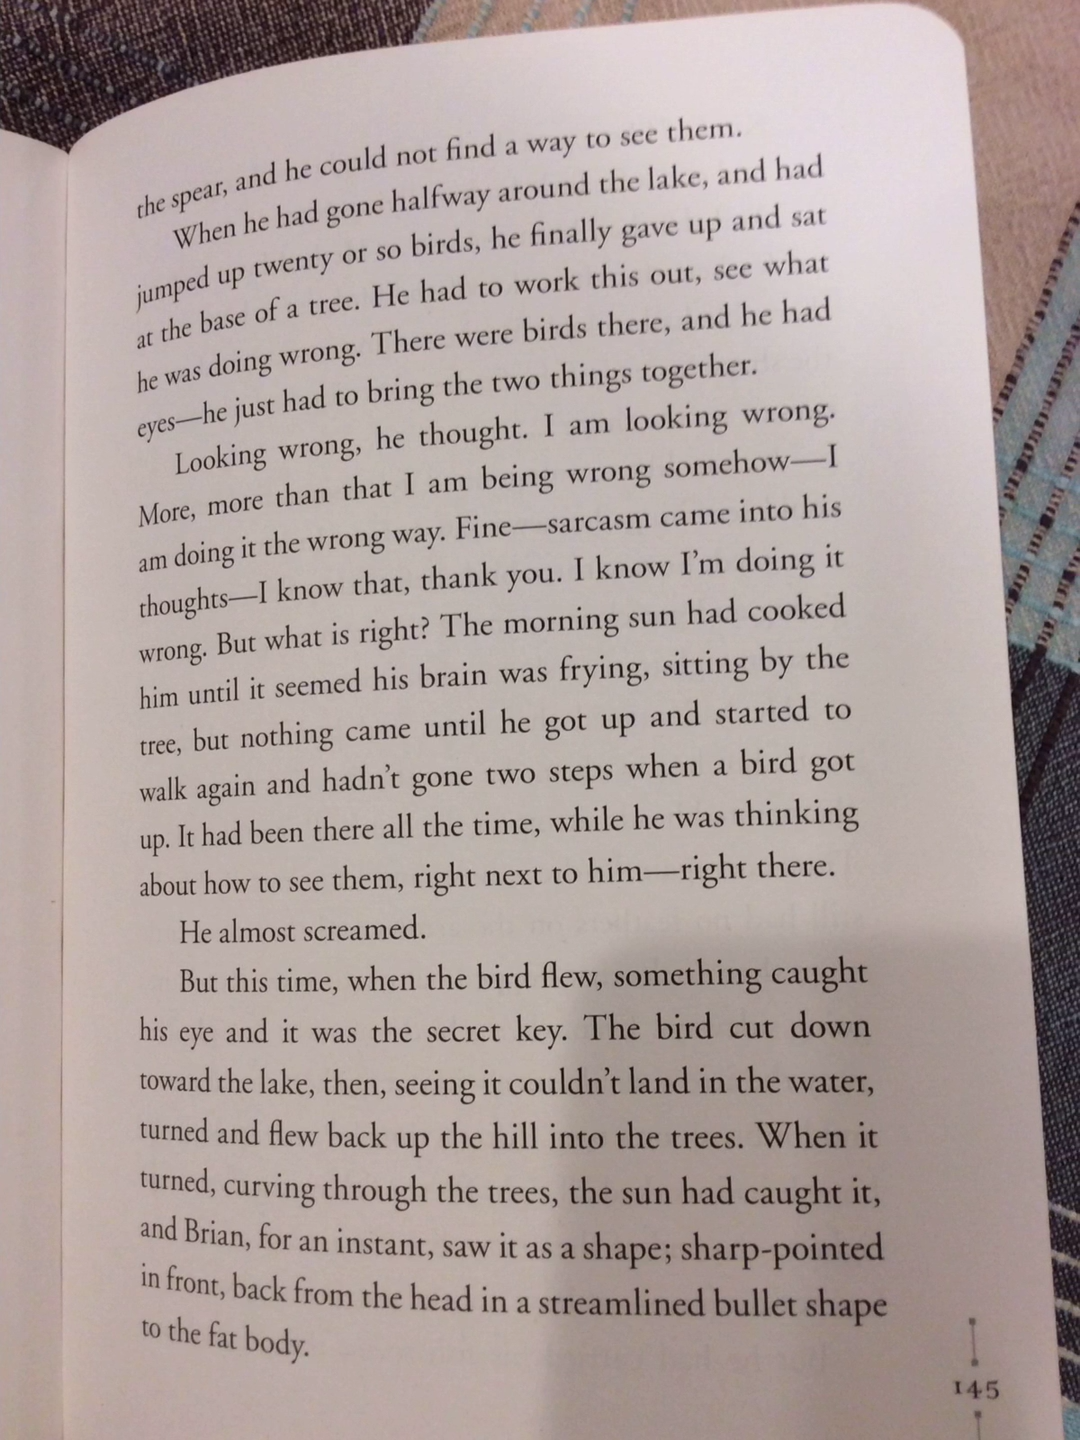 the spear, and he could not find a way to see them.
When he had gone halfway around the lake, and had
jumped up twenty or so birds, he finally gave up and sat
at the base of a tree. He had to work this out, see what
he was doing wrong. There were birds there, and he had
eyes—he just had to bring the two things together.
Looking wrong, he thought. I am looking wrong.
More, more than that I am being wrong somehow—I
am doing it the wrong way. Fine—sarcasm came into his
thoughts—I know that, thank you. I know I'm doing it
wrong. But what is right? The morning sun had cooked
him until it seemed his brain was frying, sitting by the
tree, but nothing came until he got up and started to
walk again and hadn't gone two steps when a bird got
up. It had been there all the time, while he was thinking
about how to see them, right next to him—right there.
He almost screamed.
But this time, when the bird flew, something caught
his eye and it was the secret key. The bird cut down
toward the lake, then, seeing it couldn't land in the water,
turned and flew back up the hill into the trees. When it
turned, curving through the trees, the sun had caught it,
and Brian, for an instant, saw it as a shape; sharp-pointed
in front, back from the head in a streamlined bullet shape
to the fat body.
145